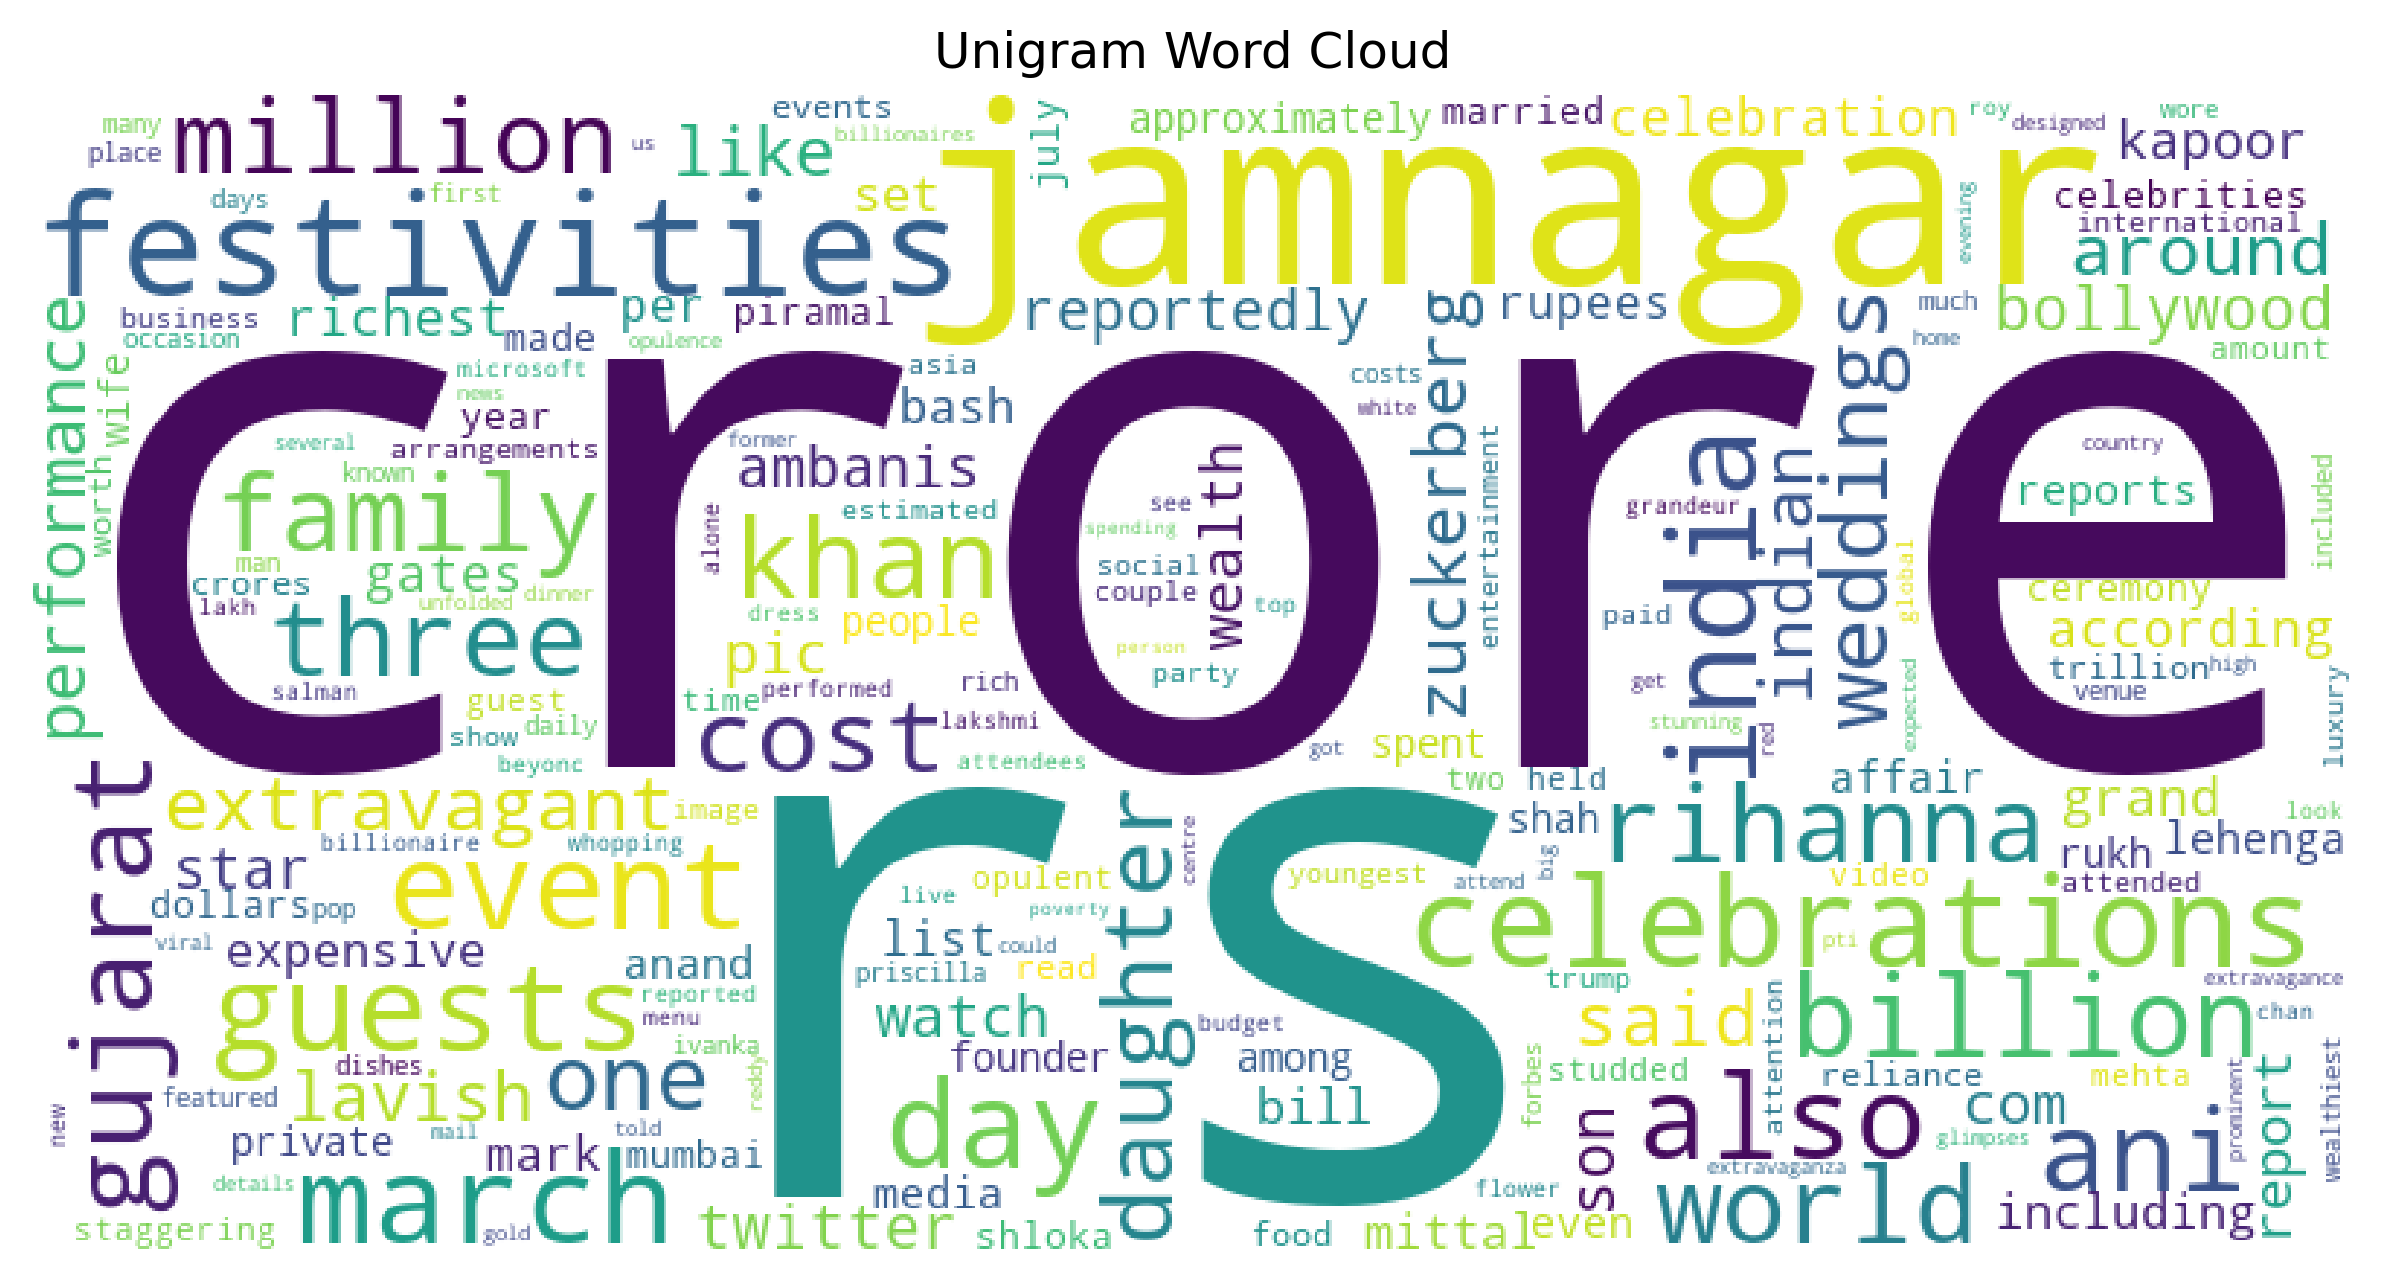 Unigram Word Cloud
many
place
million
us
like
events
billionaires
july
approximately
married
celebration
roy
designed
wore
kapoor
festivities
days
first
set
jamnagar
evening
celebrities
international
around
business
occasion
richest
made
per
opulence
piramal
reportedly
zuckerberg
rupees
weddings
much
home
bollywood
amount
performance
worth
wife
crore
microsoft
news
year
arrangements
several
known
family
asia
bash
former
ambanis
estimated
alone
khan
costs
white
entertainment
see
spending
wealth
social
couple
top
person
party
india
indian
grandeur
paid
get
stunning
red
global
expected
country
reports
included
ceremony
according
trillion
high
venue
luxury
man
crores
lakh
gates
unfolded
dinner
three
salman
guest
show
daily
beyonc
dress
people
pic
time
performed
rich
cost
lakshmi
attendees
got
spent
two
held
affair
grand
look
gujarat
extravagant
image
billionaire
whopping
star
dollars
pop
event
viral
expensive
anand
guests
reported
menu
ivanka
reddy
dishes
featured
lavish
one
new
private
mail
told
mark
mumbai
details
march
staggering
gold
twitter
rs
live
opulent
poverty
list
could
priscilla
read
watch
founder
day
media
shloka
daughter
centre
youngest
attend
big
budget
among
bill
forbes
flower
food
mittal
even
shah
rihanna
rukh
lehenga
video
attended
celebrations
pti
trump
said
attention
billion
extravagance
chan
studded
reliance
mehta
son
also
com
glimpses
prominent
wealthiest
ani
report
extravaganza
world
including